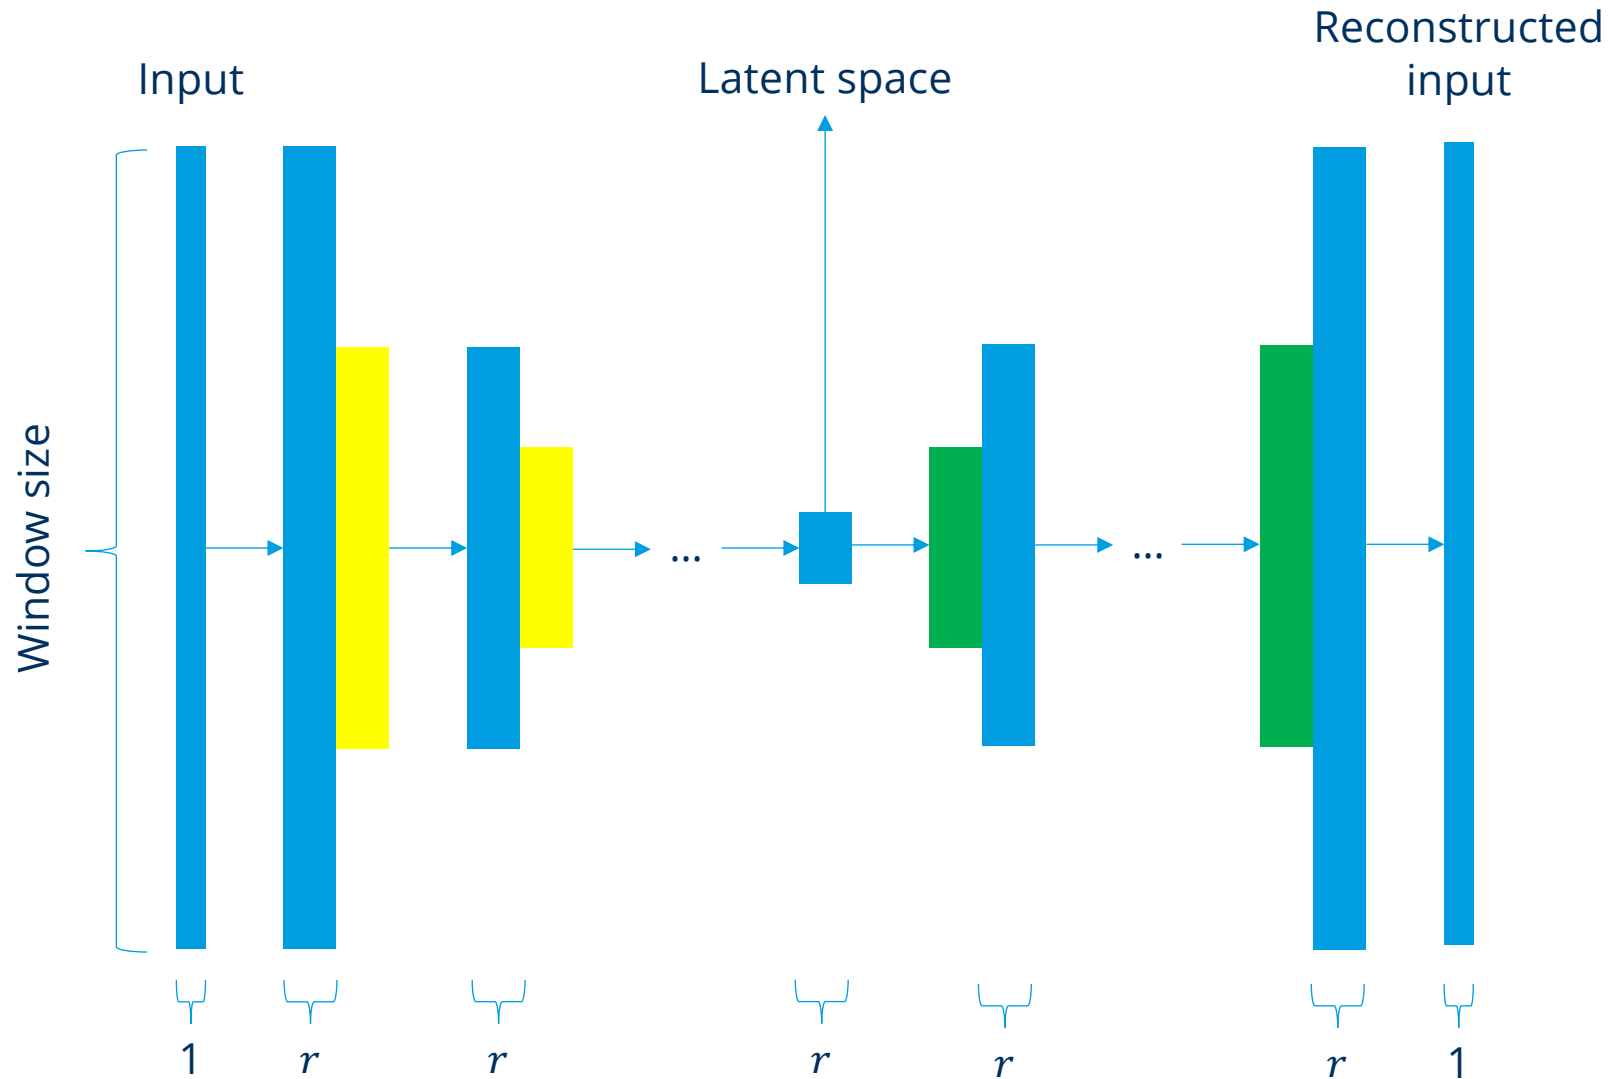 Reconstructed
input
Input
Latent space
Window size
...
...
1
r
r
r
r
r
1